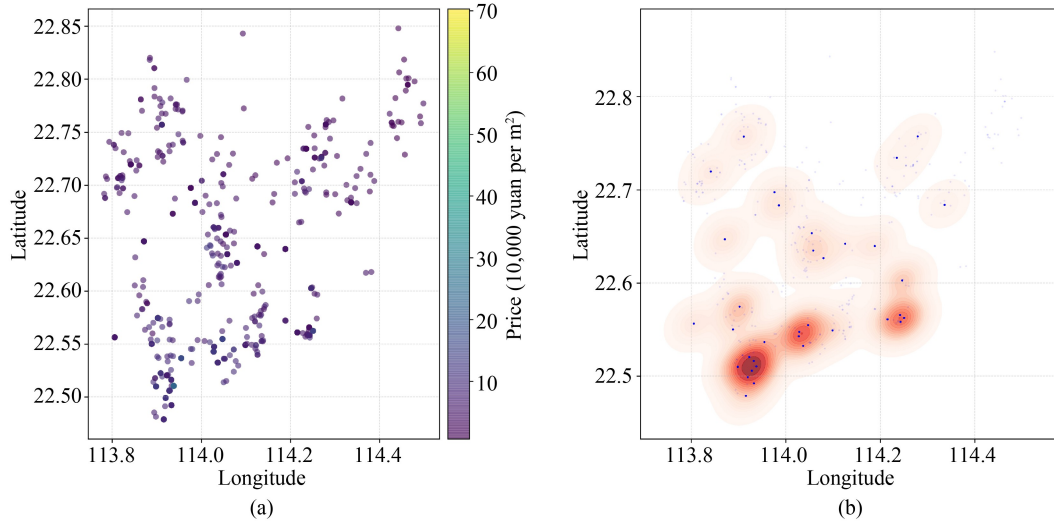 22.85
22.80
22.75
22.70
22.65
22.60
22.55
22.50
Latitude
113.8 114.0 114.2 114.4
Longitude
(a)
70
60
50
40
30
20
10
Price (10,000 yuan per m²)
22.8
22.7
22.6
22.5
Latitude
113.8 114.0 114.2 114.4
Longitude
(b)